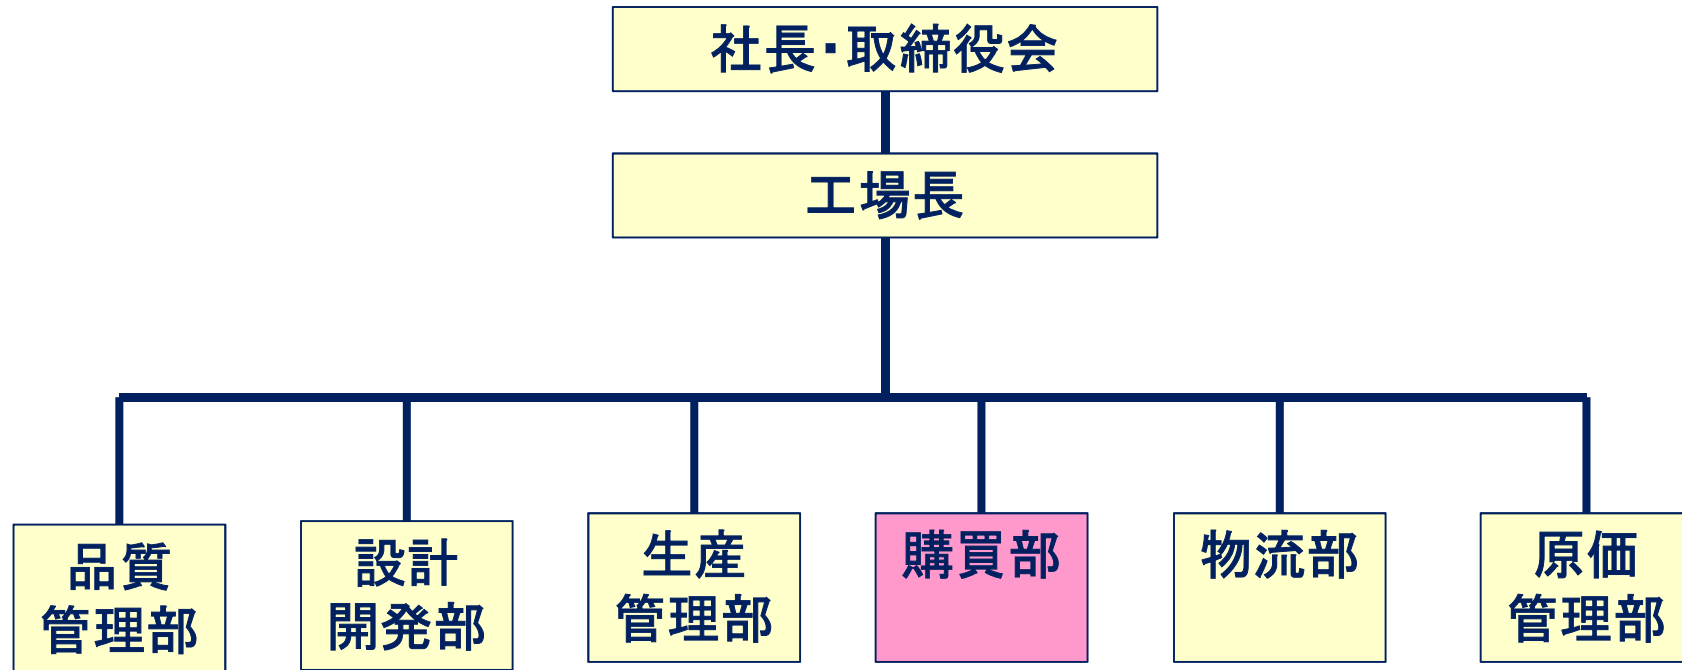 社長・取締役会
工場長
品質
管理部
設計
開発部
生産
管理部
購買部
物流部
原価
管理部